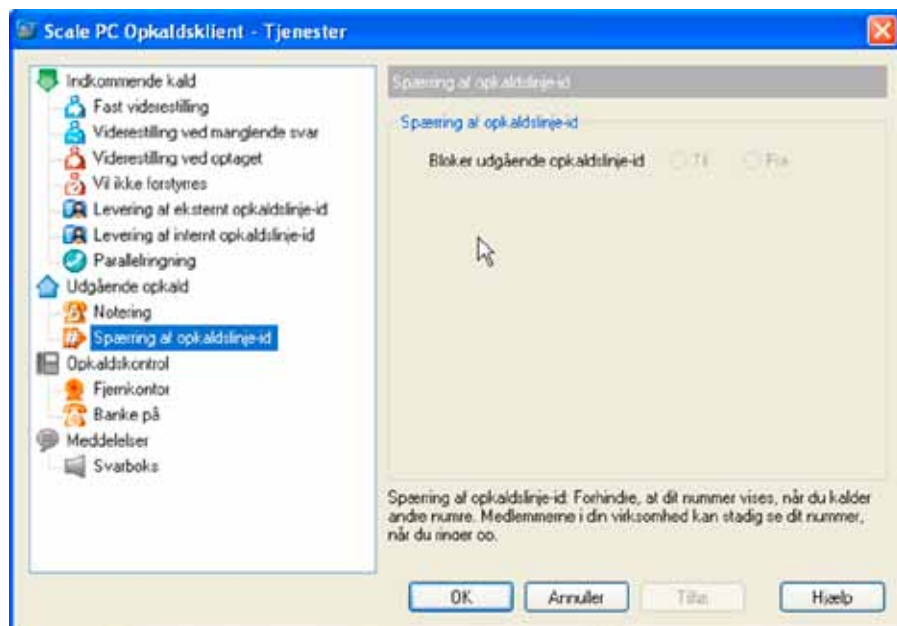 Scale PC Opkaldsklient - Tjenester
Indkommende kald
Fast viderestilling
Viderestilling ved manglende svar
Viderestilling ved optaget
Vil ikke forstyrres
Levering af eksternt opkaldslinje-id
Levering af internt opkaldslinje-id
Parallelringning
Udgående opkald
Notering
Spærring af opkaldslinje-id
Opkaldskontrol
Fjernkontor
Banke på
Meddelelser
Svarboks
Spærring af opkaldslinje-id
Spærring af opkaldslinje-id
Bloker udgående opkaldslinje-id Til Fra
Spærring af opkaldslinje-id: Forhindre, at dit nummer vises, når du kalder
andre numre. Medlemmerne i din virksomhed kan stadig se dit nummer,
når du ringer op.
OK Annuller Tilføj Hjælp